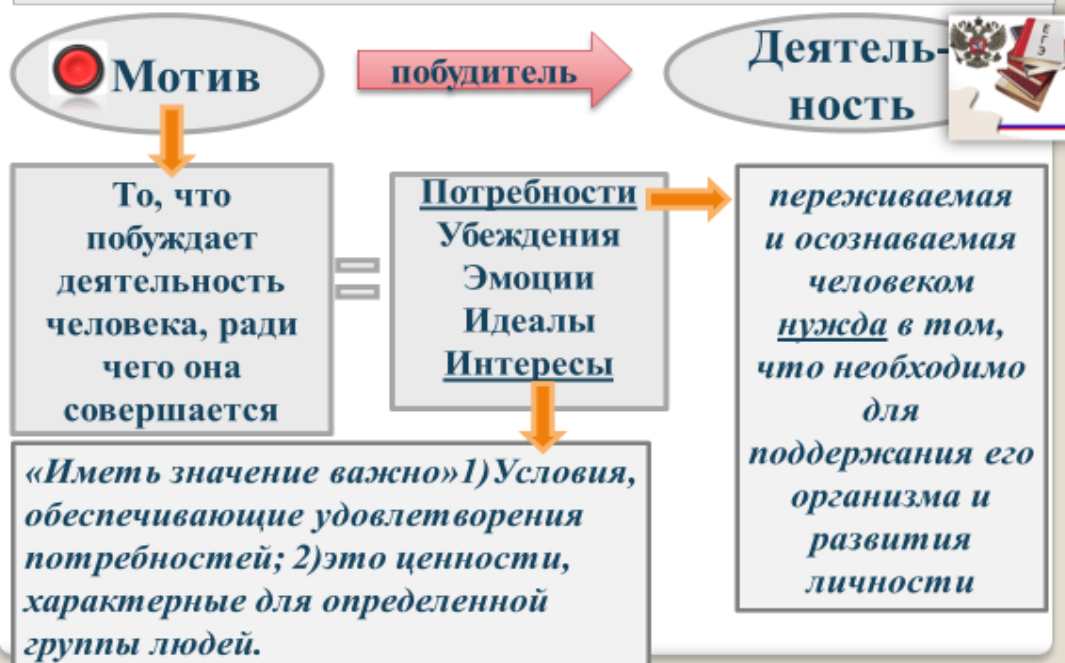 Мотив
побудитель
Деятель-
ность
ЕГЭ
То, что
побуждает
деятельность
человека, ради
чего она
совершается
=
Потребности
Убеждения
Эмоции
Идеалы
Интересы
переживаемая
и осознаваемая
человеком
нужда в том,
что необходимо
для
поддержания его
организма и
развития
личности
«Иметь значение важно»1)Условия,
обеспечивающие удовлетворения
потребностей; 2)это ценности,
характерные для определенной
группы людей.